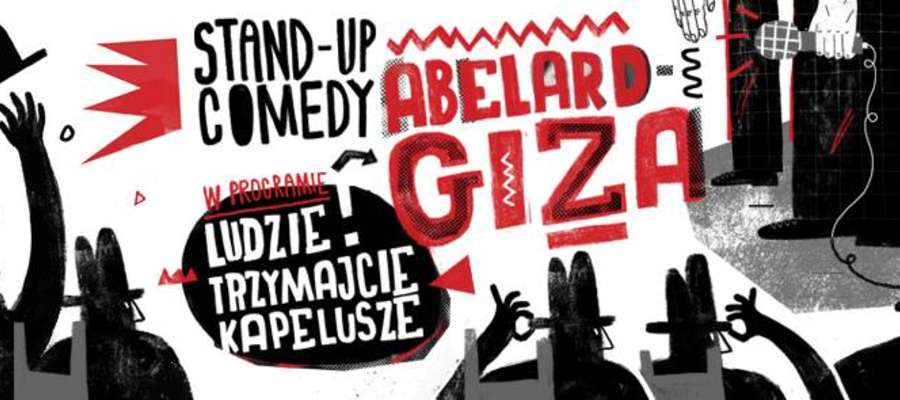 STAND-UP
COMEDY
ABELARD
GIZA
W PROGRAMIE
LUDZIE!
TRZYMAJCIE
KAPELUSZE